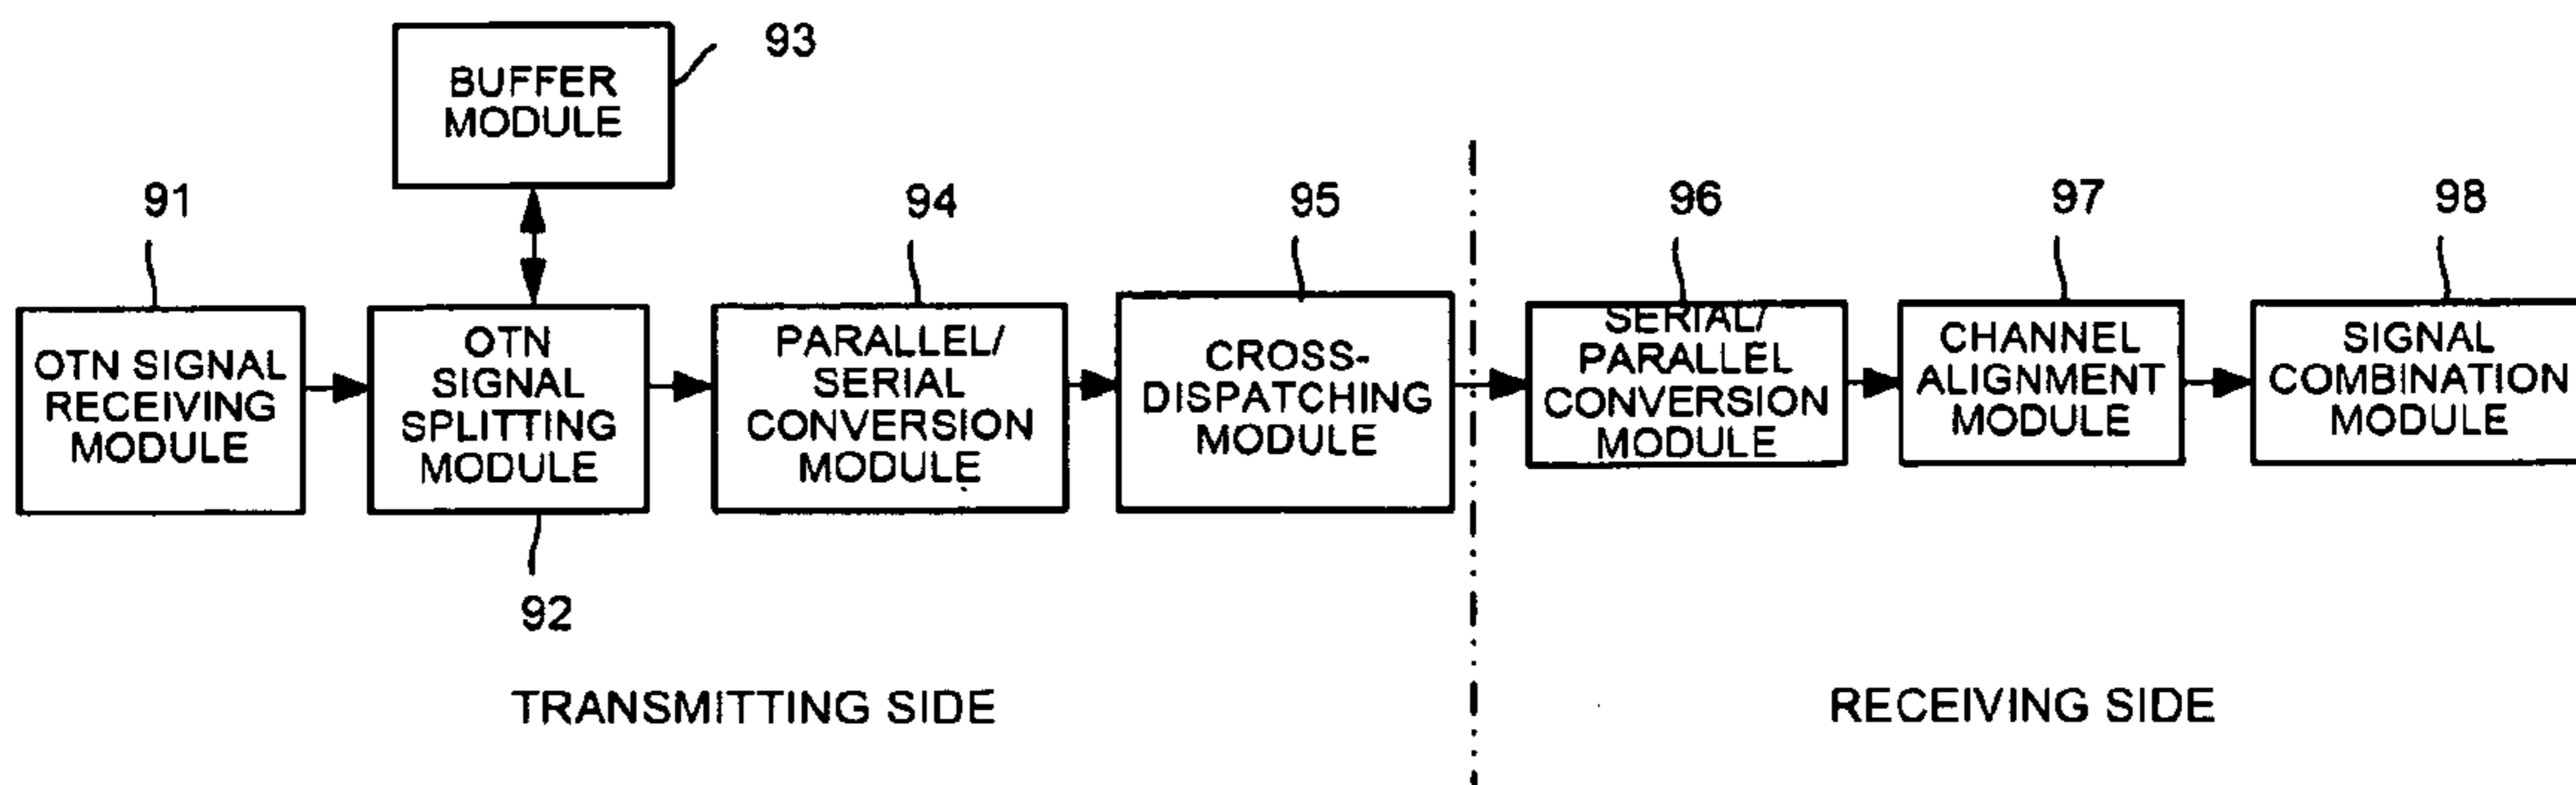 93
BUFFER
MODULE
91
94
95
96
97
98
OTN SIGNAL
RECEIVING
MODULE
OTN
SIGNAL
SPLITTING
MODULE
PARALLEL/
SERIAL
CONVERSION
MODULE
CROSS-
DISPATCHING
MODULE
SERIAL/
PARALLEL
CONVERSION
MODULE
CHANNEL
ALIGNMENT
MODULE
SIGNAL
COMBINATION
MODULE
92
TRANSMITTING SIDE
RECEIVING SIDE